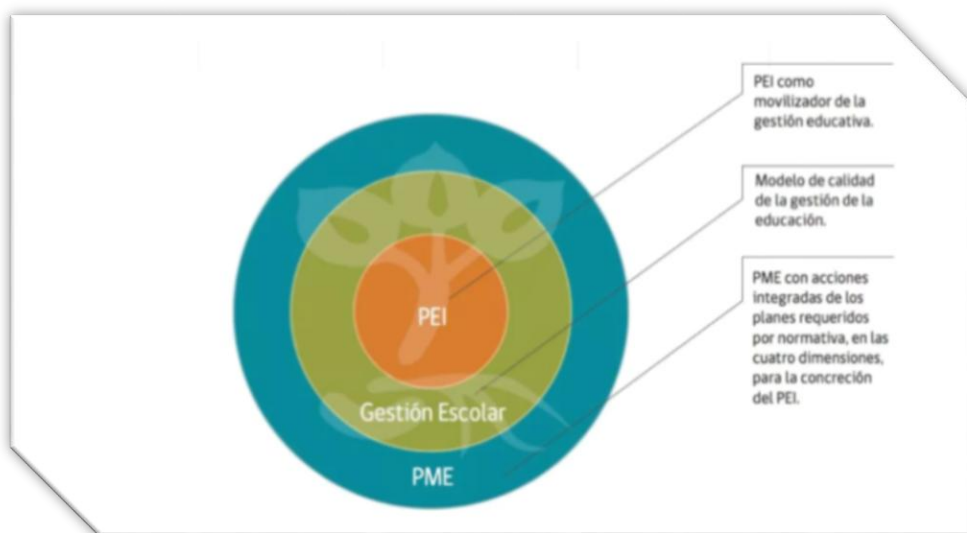 PEI como
movilizador de la
gestión educativa.
Modelo de calidad
de la gestión de la
educación.
PME con acciones
integradas de los
planes requeridos
por normativa, en las
cuatro dimensiones,
para la concreción
del PEI.
PEI
Gestión Escolar
PME